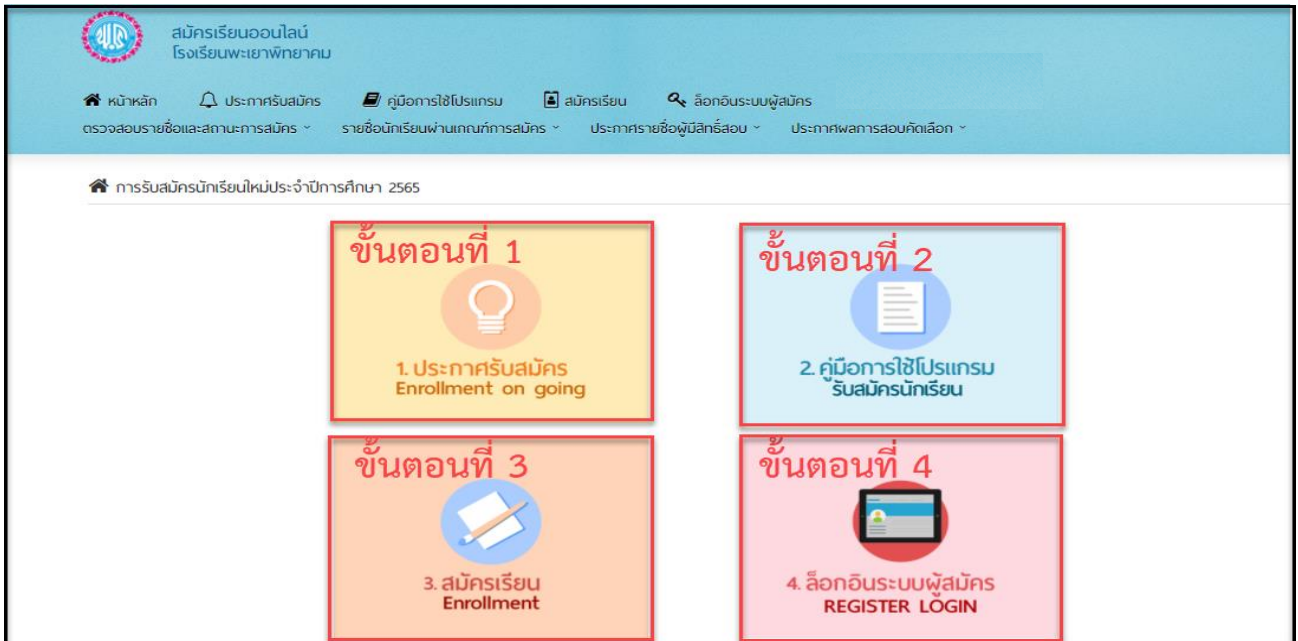 พ.พ.
สมัครเรียนออนไลน์
โรงเรียนพะเยาพิทยาคม
หน้าหลัก ประกาศรับสมัคร คู่มือการใช้โปรแกรม สมัครเรียน ล็อกอินระบบผู้สมัคร
ตรวจสอบรายชื่อและสถานะการสมัคร รายชื่อนักเรียนผ่านเกณฑ์การสมัคร ประกาศรายชื่อผู้มีสิทธิ์สอบ ประกาศผลการสอบคัดเลือก
การรับสมัครนักเรียนใหม่ประจำปีการศึกษา 2565
ขั้นตอนที่ 1
1. ประกาศรับสมัคร
Enrollment on going
ขั้นตอนที่ 2
2. คู่มือการใช้โปรแกรม
รับสมัครนักเรียน
ขั้นตอนที่ 3
3. สมัครเรียน
Enrollment
ขั้นตอนที่ 4
4. ล็อกอินระบบผู้สมัคร
REGISTER LOGIN